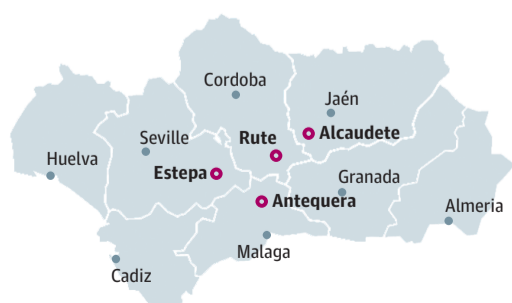 Cordoba
Jaén
Seville
Rute
Alcaudete
Huelva
Estepa
Granada
Antequera
Almeria
Malaga
Cadiz